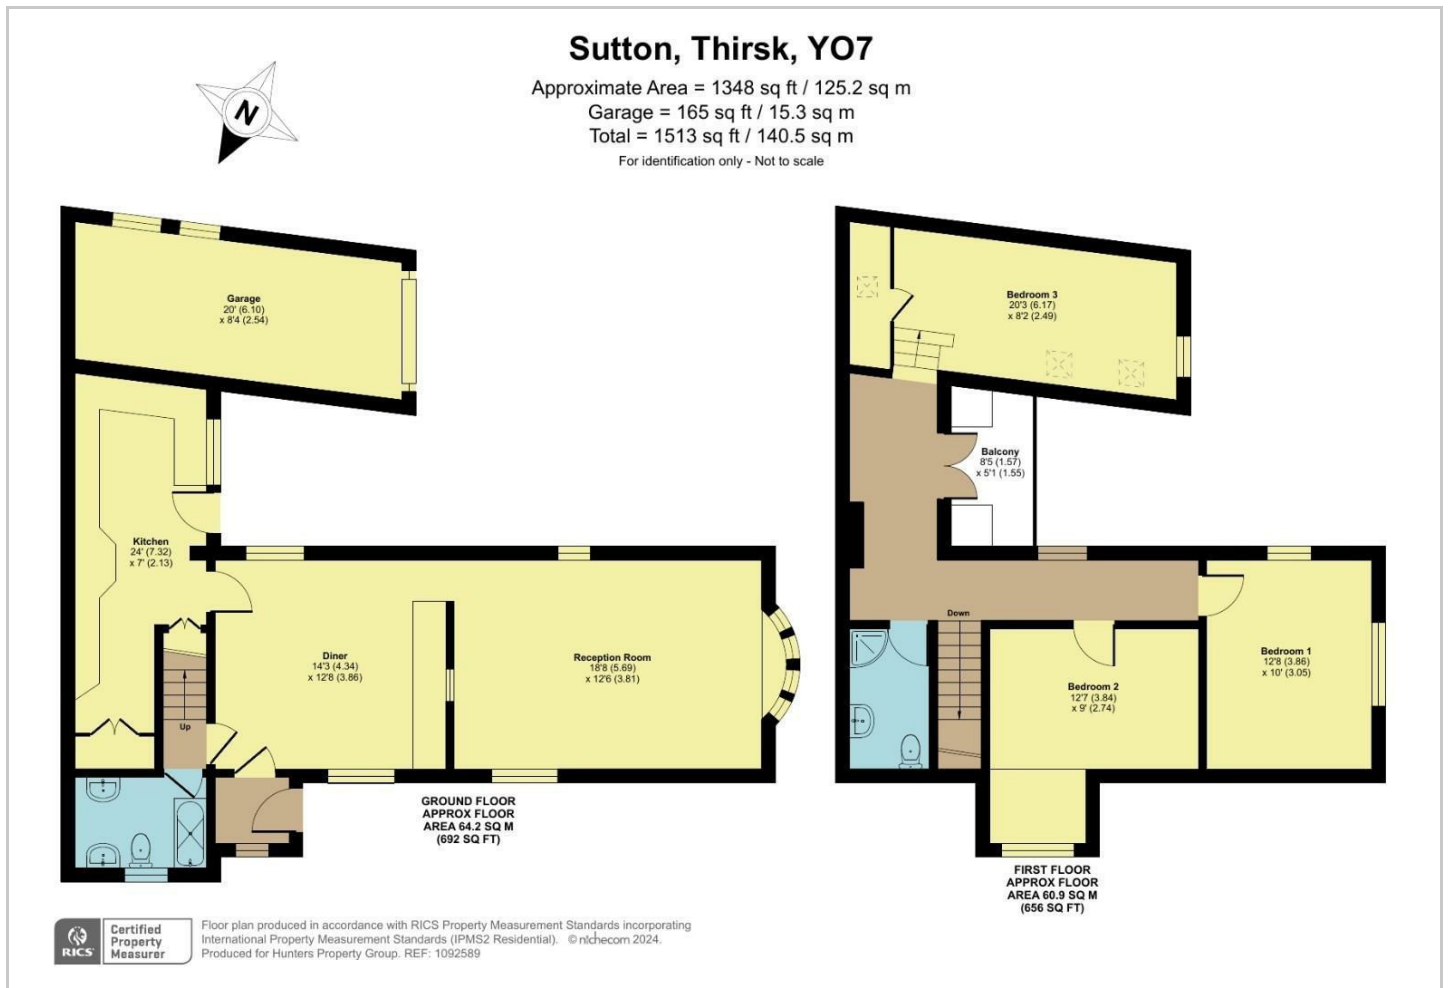 Sutton, Thirsk, YO7
Approximate Area = 1348 sq ft / 125.2 sq m
Garage = 165 sq ft / 15.3 sq m
Total = 1513 sq ft / 140.5 sq m
For identification only - Not to scale
N
Garage
20' (6.10)
x 8'4 (2.54)
Kitchen
24' (7.32)
x 7' (2.13)
Up
Diner
14'3 (4.34)
x 12'8 (3.86)
Reception Room
18'8 (5.69)
x 12'6 (3.81)
GROUND FLOOR
APPROX FLOOR
AREA 64.2 SQ M
(692 SQ FT)
Bedroom 3
20'3 (6.17)
x 8'2 (2.49)
Balcony
8'5 (1.57)
x 5'1 (1.55)
Down
Bedroom 2
12'7 (3.84)
x 9' (2.74)
Bedroom 1
12'8 (3.86)
x 10' (3.05)
FIRST FLOOR
APPROX FLOOR
AREA 60.9 SQ M
(656 SQ FT)
RICS
Certified
Property
Measurer
Floor plan produced in accordance with RICS Property Measurement Standards incorporating
International Property Measurement Standards (IPMS2 Residential). © nichecom 2024.
Produced for Hunters Property Group. REF: 1092589